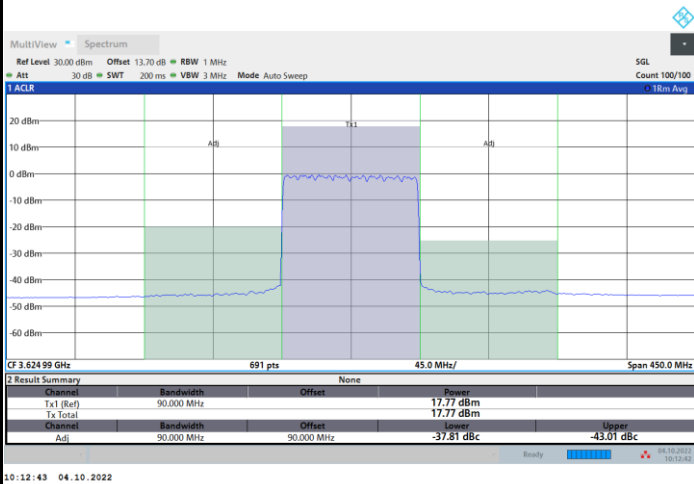 MultiView Spectrum
Ref Level 30.00 dBm Offset 13.70 dB RBW 1 MHz SGL
Att 30 dB SWT 200 ms VBW 3 MHz Mode Auto Sweep Count 100/100
1 ACLR 1Rm Avg
Tx1
20 dBm
Adj Adj
10 dBm
0 dBm
-10 dBm
-20 dBm
-30 dBm
-40 dBm
-50 dBm
-60 dBm
CF 3.624 99 GHz 691 pts 45.0 MHz/ Span 450.0 MHz
2 Result Summary None
Channel Bandwidth Offset Power
Tx1 (Ref) 90.000 MHz 17.77 dBm
Tx Total 17.77 dBm
Channel Bandwidth Offset Lower Upper
Adj 90.000 MHz 90.000 MHz -37.81 dBc -43.01 dBc
Ready 04.10.2022
10:12:42
10:12:43 04.10.2022